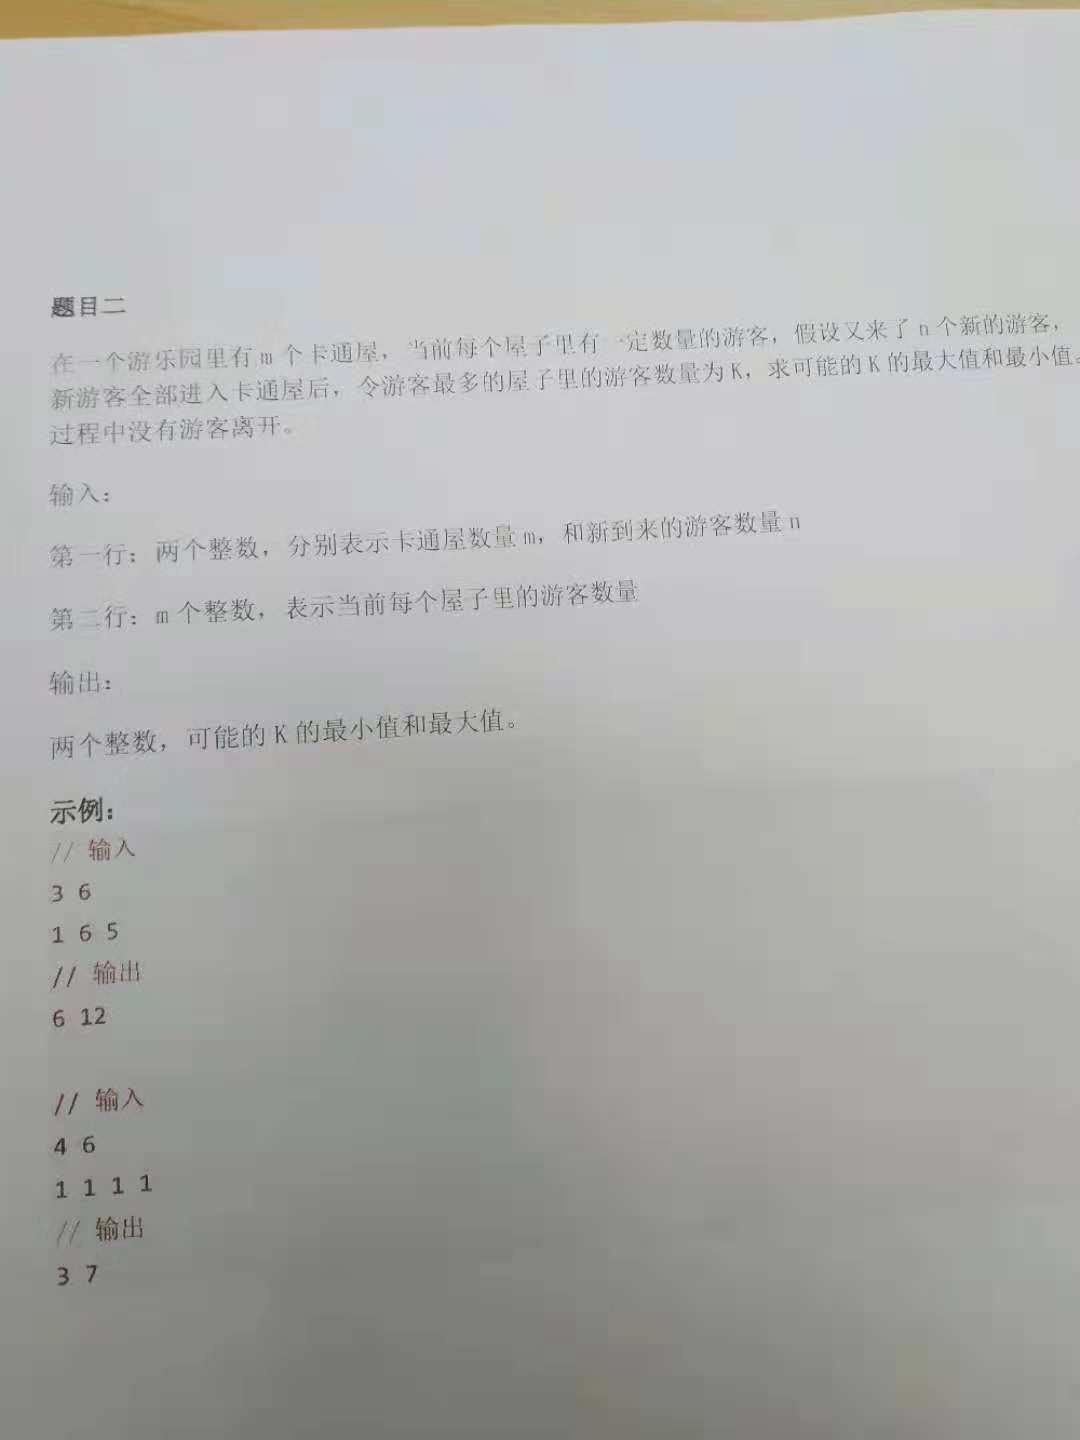 题目二
在一个游乐园里有 m 个卡通屋，当前每个屋子里有一定数量的游客，假设又来了 n 个新的游客，
新游客全部进入卡通屋后，令游客最多的屋子里的游客数量为 K，求可能的 K 的最大值和最小值。
过程中没有游客离开。
输入：
第一行：两个整数，分别表示卡通屋数量 m，和新到来的游客数量 n
第二行：m 个整数，表示当前每个屋子里的游客数量
输出：
两个整数，可能的 K 的最小值和最大值。
示例：
// 输入
3 6
1 6 5
// 输出
6 12
// 输入
4 6
1 1 1 1
// 输出
3 7